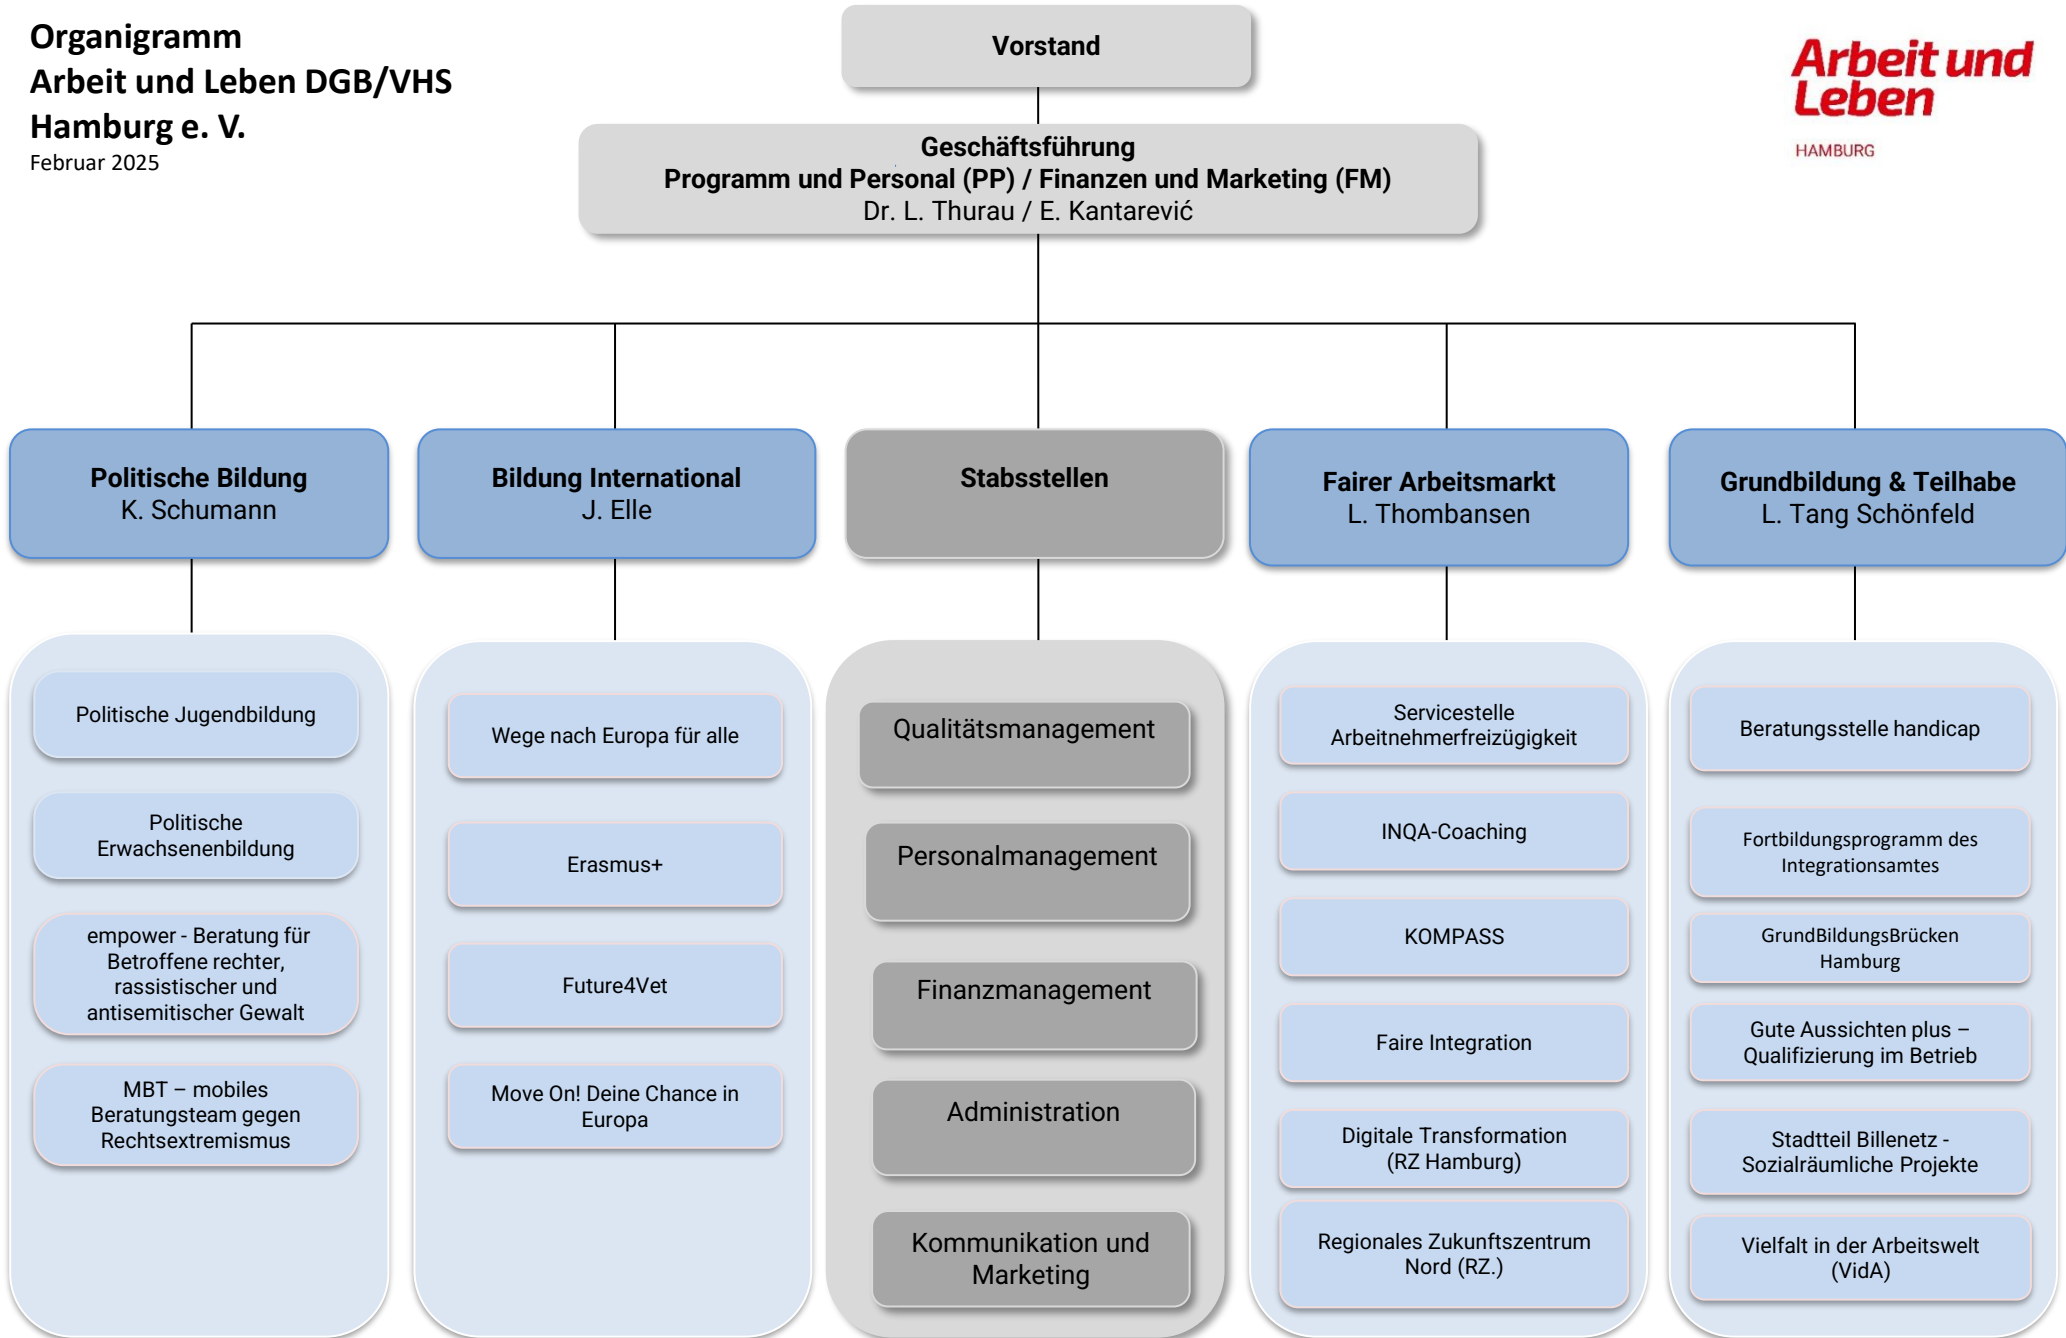 Organigramm
Arbeit und Leben DGB/VHS
Hamburg e. V.
Februar 2025
Vorstand
Arbeit und
Leben
HAMBURG
Geschäftsführung
Programm und Personal (PP) / Finanzen und Marketing (FM)
Dr. L. Thurau / E. Kantarević
Politische Bildung
K. Schumann
Bildung International
J. Elle
Stabsstellen
Fairer Arbeitsmarkt
L. Thombansen
Grundbildung & Teilhabe
L. Tang Schönfeld
Politische Jugendbildung
Politische
Erwachsenenbildung
empower - Beratung für
Betroffene rechter,
rassistischer und
antisemitischer Gewalt
MBT – mobiles
Beratungsteam gegen
Rechtsextremismus
Wege nach Europa für alle
Erasmus+
Future4Vet
Move On! Deine Chance in
Europa
Qualitätsmanagement
Personalmanagement
Finanzmanagement
Administration
Kommunikation und
Marketing
Servicestelle
Arbeitnehmerfreizügigkeit
INQA-Coaching
KOMPASS
Faire Integration
Digitale Transformation
(RZ Hamburg)
Regionales Zukunftszentrum
Nord (RZ.)
Beratungsstelle handicap
Fortbildungsprogramm des
Integrationsamtes
GrundBildungsBrücken
Hamburg
Gute Aussichten plus –
Qualifizierung im Betrieb
Stadtteil Billenetz -
Sozialräumliche Projekte
Vielfalt in der Arbeitswelt
(VidA)